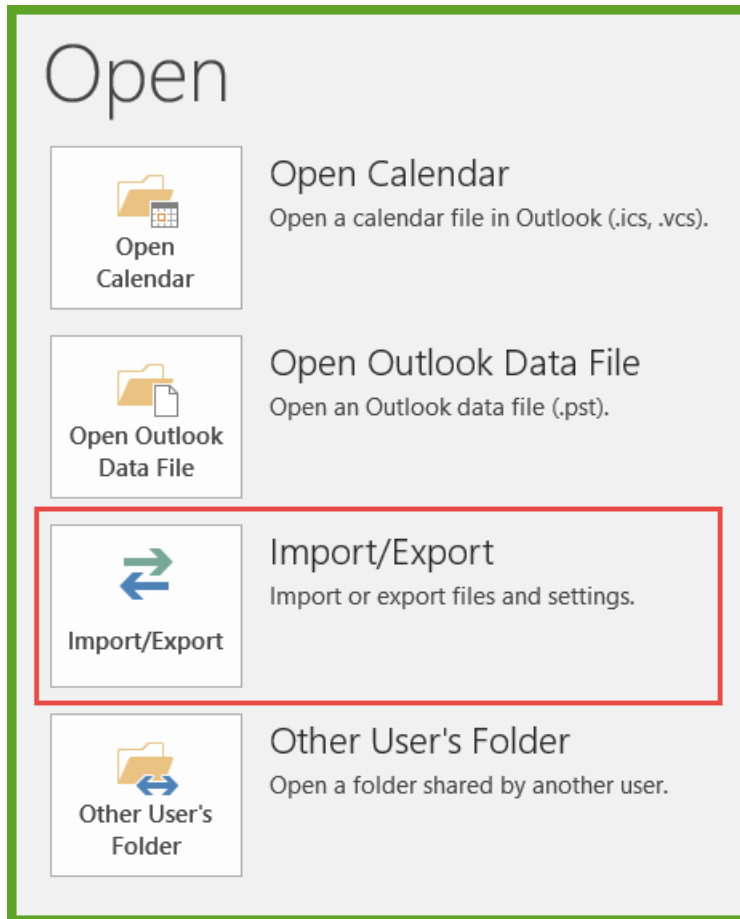 Open
Open
Calendar
Open Calendar
Open a calendar file in Outlook (.ics, .vcs).
Open Outlook
Data File
Open Outlook Data File
Open an Outlook data file (.pst).
Import/Export
Import/Export
Import or export files and settings.
Other User's
Folder
Other User's Folder
Open a folder shared by another user.